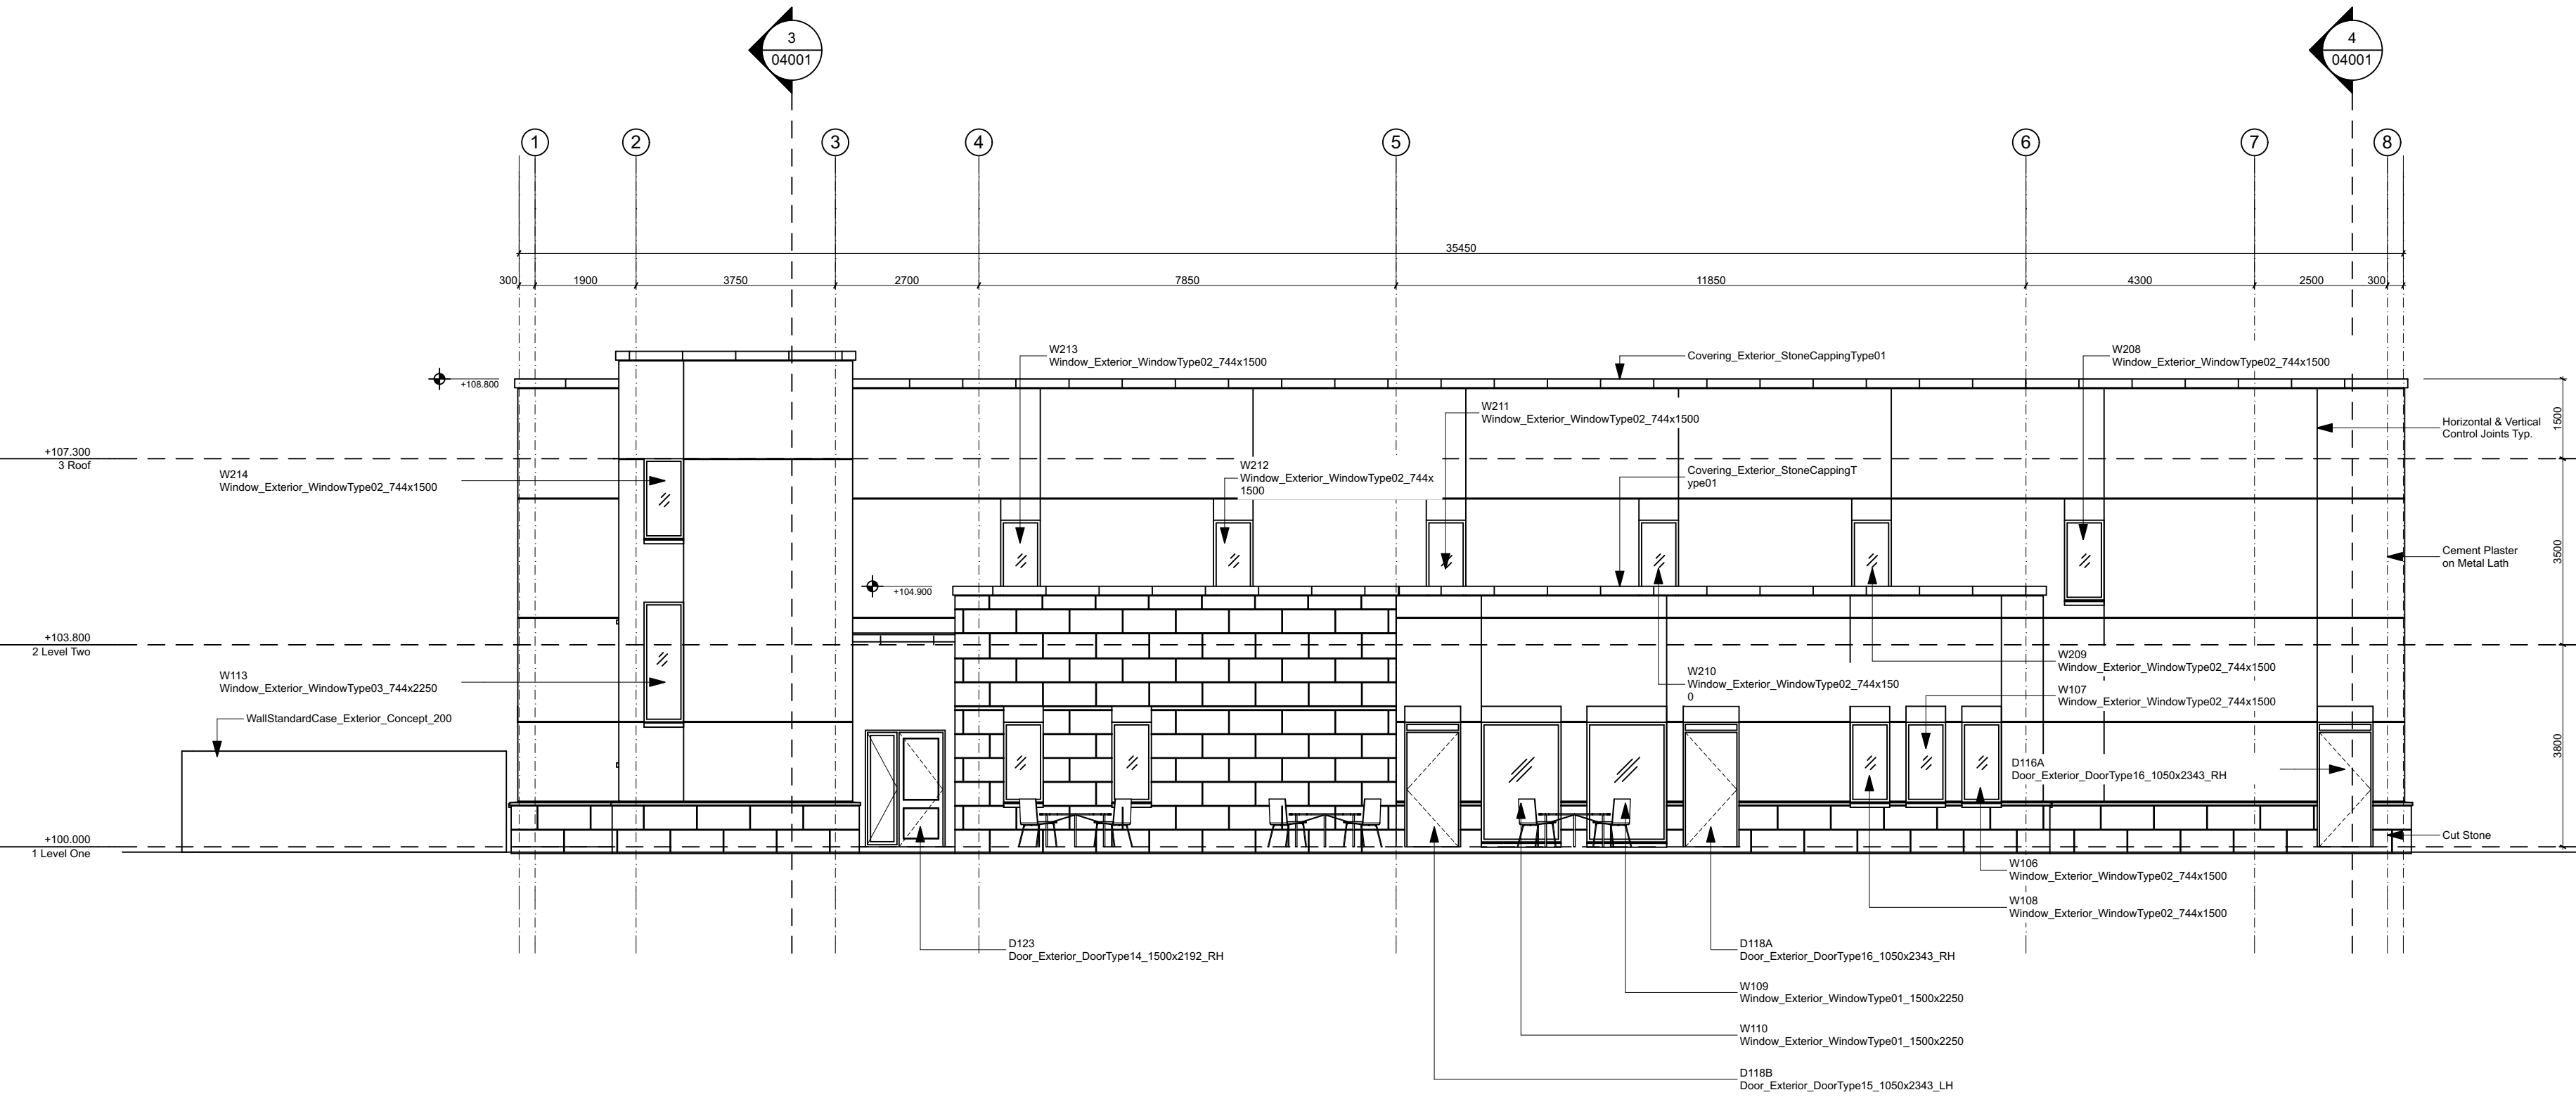 3
04001
4
04001
1
2
3
4
5
6
7
8
35450
300
1900
3750
2700
7850
11850
4300
2500
300
W213
Window_Exterior_WindowType02_744x1500
Covering_Exterior_StoneCappingType01
W208
Window_Exterior_WindowType02_744x1500
+108.800
W211
Window_Exterior_WindowType02_744x1500
1500
Horizontal & Vertical
Control Joints Typ.
+107.300
3 Roof
W214
Window_Exterior_WindowType02_744x1500
W212
Window_Exterior_WindowType02_744x
1500
Covering_Exterior_StoneCappingT
ype01
3500
Cement Plaster
on Metal Lath
+104.900
+103.800
2 Level Two
W113
Window_Exterior_WindowType03_744x2250
W210
Window_Exterior_WindowType02_744x150
0
W209
Window_Exterior_WindowType02_744x1500
W107
Window_Exterior_WindowType02_744x1500
WallStandardCase_Exterior_Concept_200
3800
D116A
Door_Exterior_DoorType16_1050x2343_RH
+100.000
1 Level One
Cut Stone
W106
Window_Exterior_WindowType02_744x1500
W108
Window_Exterior_WindowType02_744x1500
D123
Door_Exterior_DoorType14_1500x2192_RH
D118A
Door_Exterior_DoorType16_1050x2343_RH
W109
Window_Exterior_WindowType01_1500x2250
W110
Window_Exterior_WindowType01_1500x2250
D118B
Door_Exterior_DoorType15_1050x2343_LH